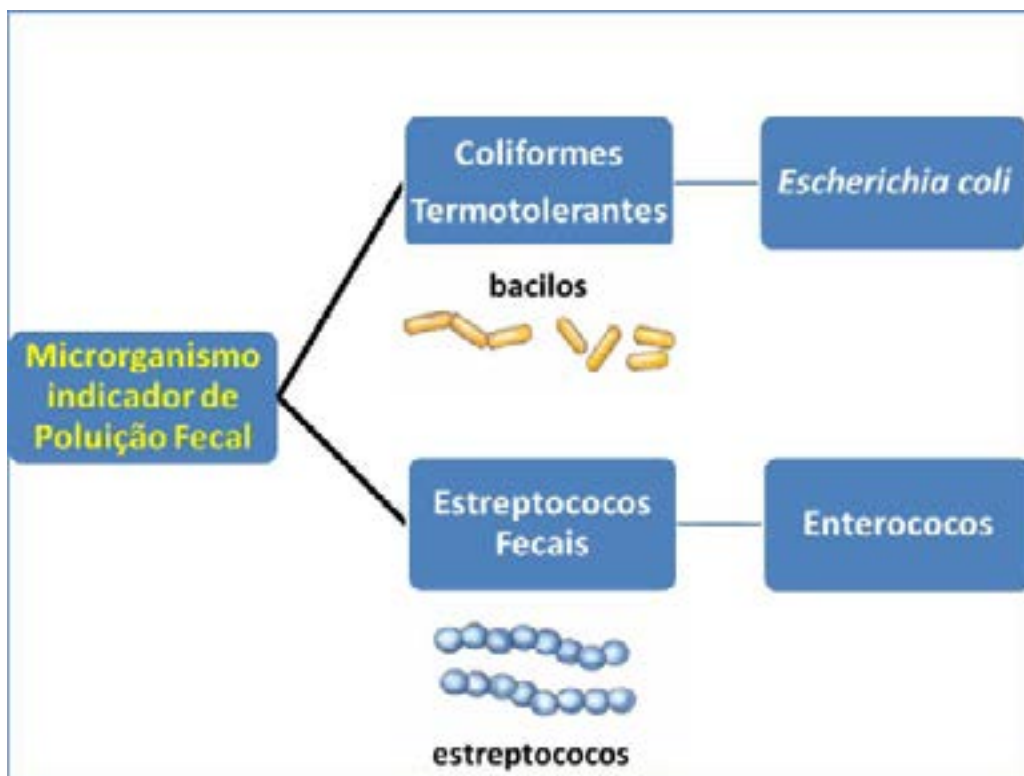 Microrganismo
indicador de
Poluição Fecal
Coliformes
Termotolerantes
Escherichia coli
bacilos
Estreptococos
Fecais
Enterococos
estreptococos